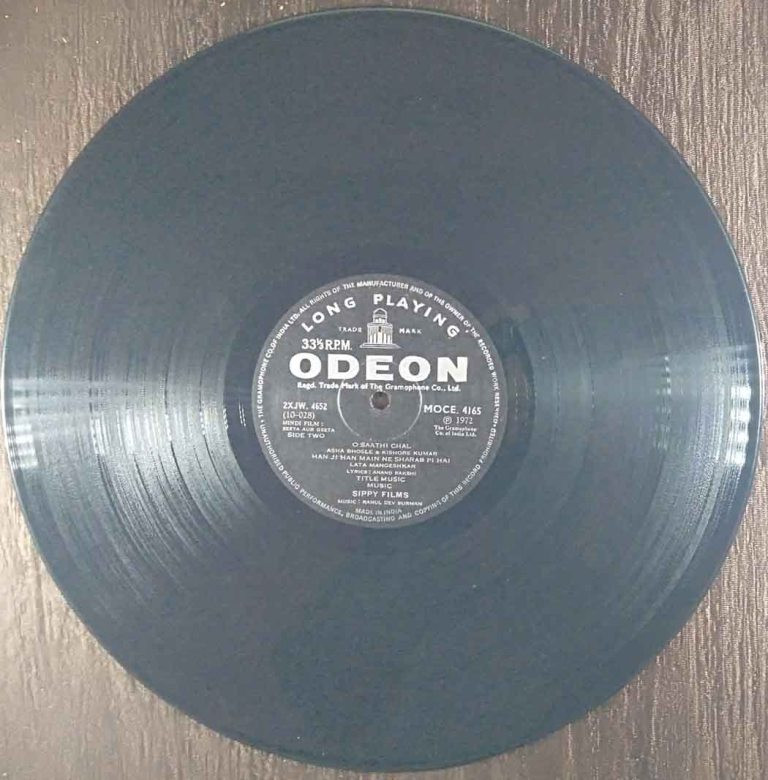 UNAUTHORISED PUBLIC PERFORMANCE, BROADCASTING AND COPYING OF THIS RECORD PROHIBITED.
THE GRAMOPHONE CO. OF INDIA LTD. ALL RIGHTS OF THE MANUFACTURER AND OF THE OWNER OF THE RECORDED WORK RESERVED.
LONG PLAYING
TRADE MARK
33⅓ R.P.M.
ODEON
Regd. Trade Mark of The Gramophone Co., Ltd.
2XJW. 4652
(10-028)
HINDI FILM :
SEETA AUR GEETA
SIDE TWO
MOCE. 4165
℗ 1972
The Gramophone
Co. of India Ltd.
O SAATHI CHAL
ASHA BHOSLE & KISHORE KUMAR
HAN JI HAN MAIN NE SHARAB PI HAI
LATA MANGESHKAR
LYRICS : ANAND BAKSHI
TITLE MUSIC
MUSIC
SIPPY FILMS
MUSIC : RAHUL DEV BURMAN
MADE IN INDIA